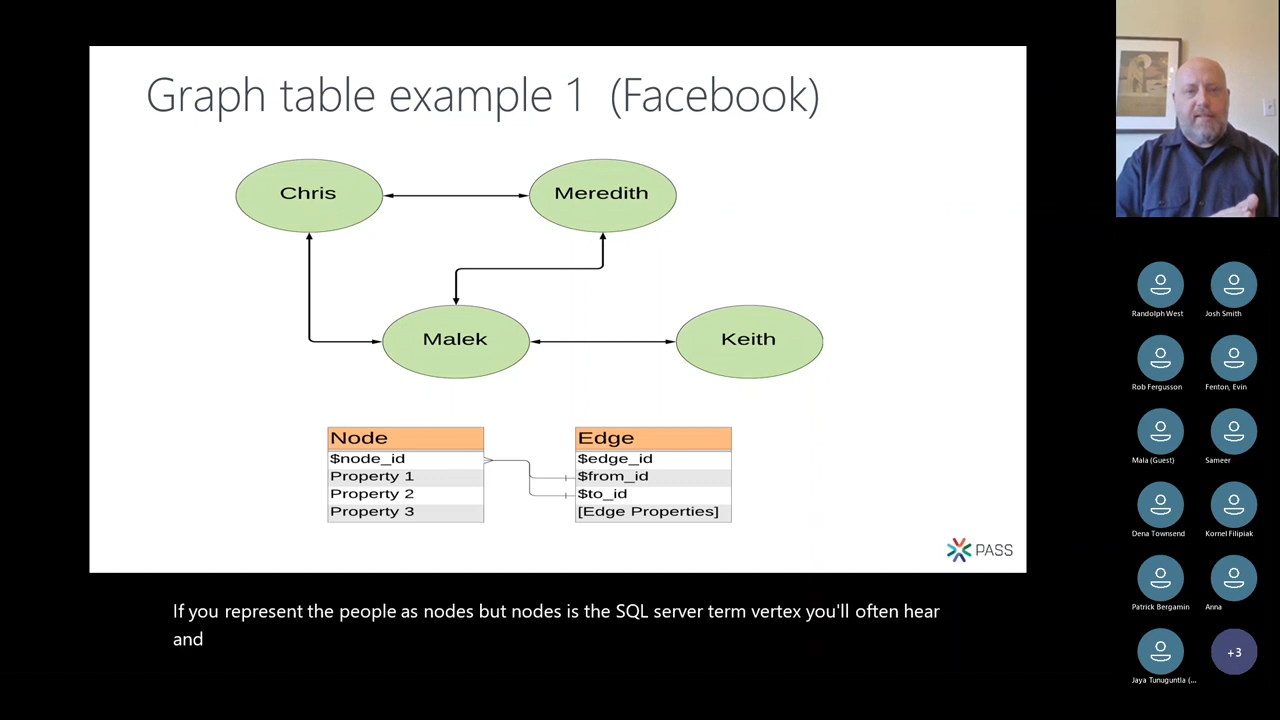 Graph table example 1 (Facebook)
Chris
Meredith
Malek
Keith
Node
$node_id
Property 1
Property 2
Property 3
Edge
$edge_id
$from_id
$to_id
[Edge Properties]
PASS
If you represent the people as nodes but nodes is the SQL server term vertex you'll often hear
and
Randolph West
Josh Smith
Rob Fergusson
Fenton, Evin
Mala (Guest)
Sameer
Dena Townsend
Kornel Filipiak
Patrick Bergamin
Anna
Jaya Tunuguntla (...
+3